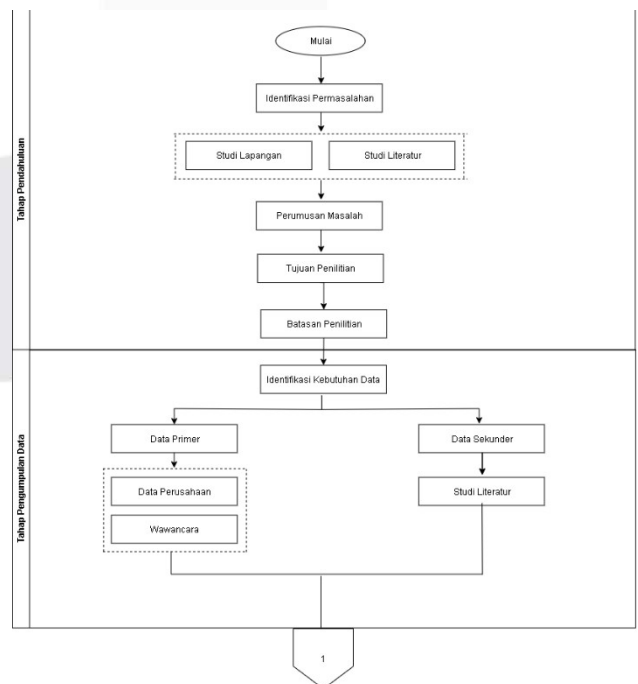 Tahap Pendahuluan
Mulai
Identifikasi Permasalahan
Studi Lapangan
Studi Literatur
Perumusan Masalah
Tujuan Penilitian
Batasan Penilitian
Tahap Pengumpulan Data
Identifikasi Kebutuhan Data
Data Primer
Data Sekunder
Data Perusahaan
Studi Literatur
Wawancara
1